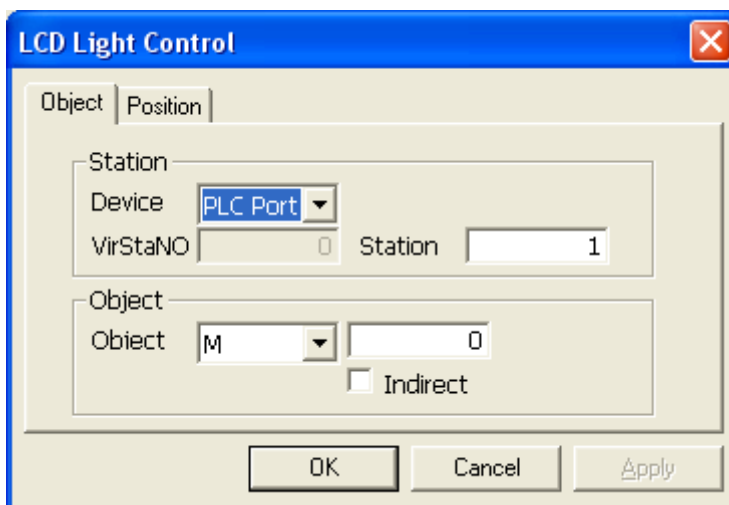 LCD Light Control
Object Position
Station
Device PLC Port
VirStaNO 0 Station 1
Object
Obiect M 0
Indirect
OK Cancel Apply